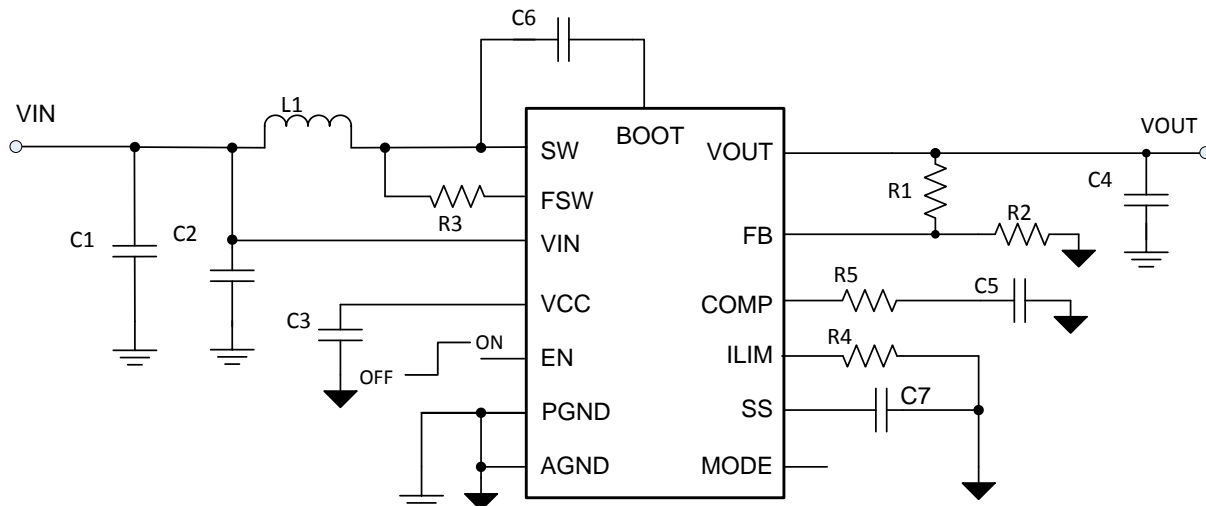 C6
VIN
L1
BOOT
VOUT
SW
VOUT
R1
C4
FSW
R3
R2
C1
C2
VIN
FB
R5
C5
VCC
COMP
C3
ON
R4
EN
ILIM
OFF
C7
PGND
SS
AGND
MODE